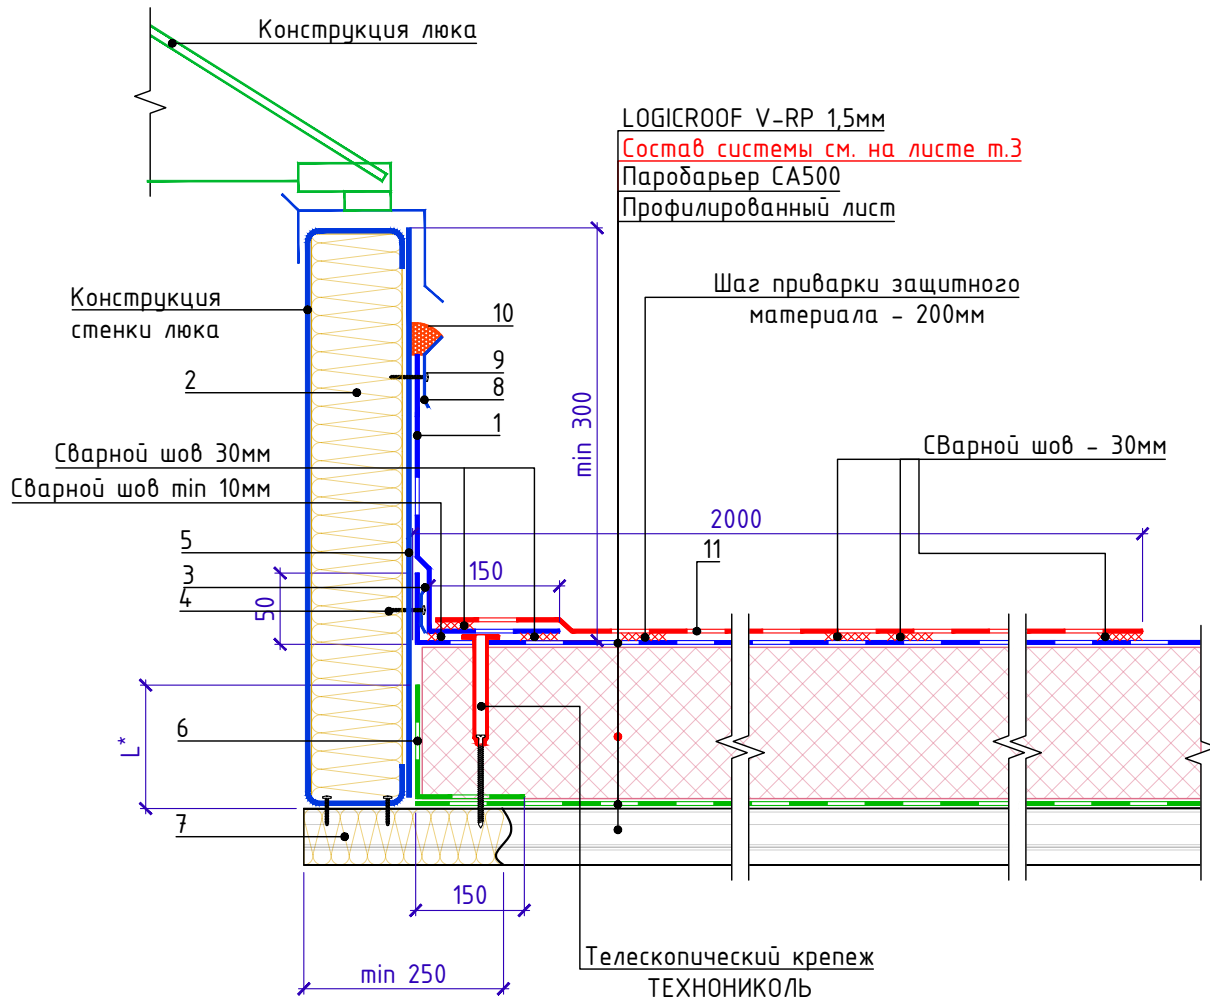 Конструкция люка
LOGICROOF V-RP 1,5мм
Состав системы см. на листе т.3
Паробарьер СА500
Профилированный лист
Конструкция
стенки люка
Шаг приварки защитного
материала - 200мм
10
9
2
8
1
min 300
Сварной шов 30мм
СВарной шов - 30мм
Сварной шов min 10мм
2000
5
11
3
150
4
50
6
L*
7
150
Телескопический крепеж
ТЕХНОНИКОЛЬ
min 250